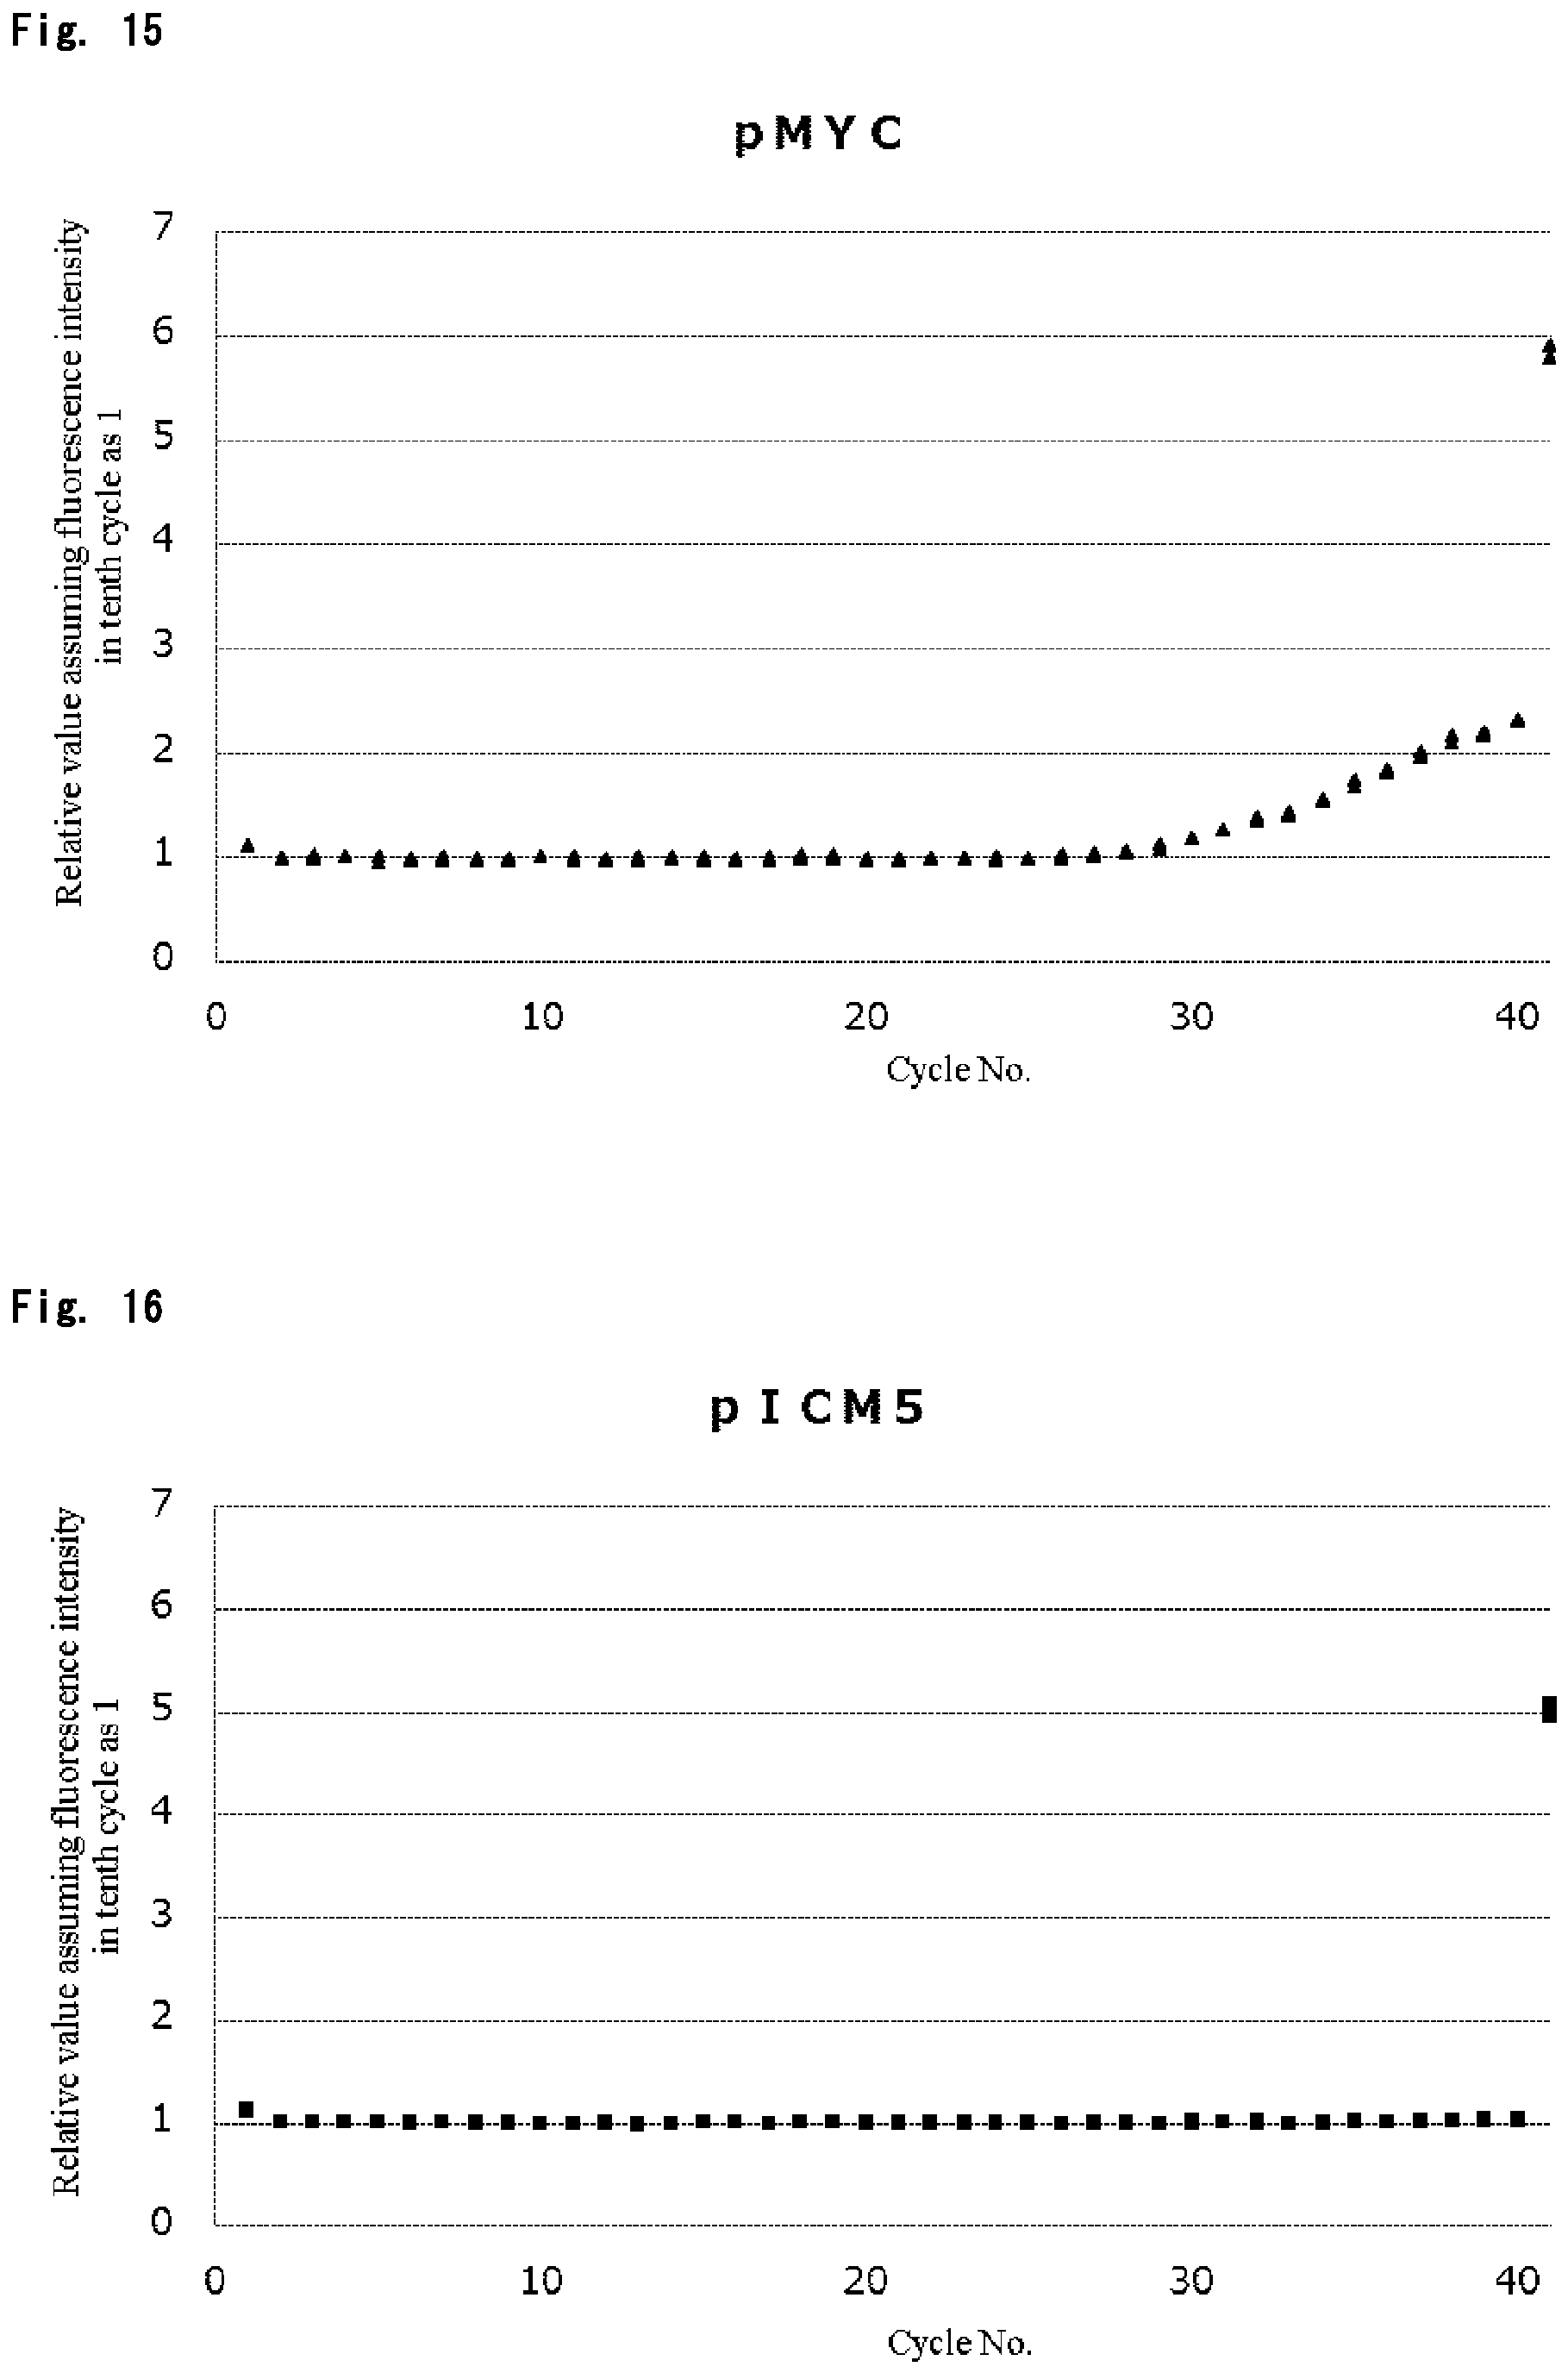 Fig. 15
pMYC
Relative value assuming fluorescence intensity
in tenth cycle as 1
7
6
5
4
3
2
1
0
0 10 20 30 40
Cycle No.
Fig. 16
pICM5
Relative value assuming fluorescence intensity
in tenth cycle as 1
7
6
5
4
3
2
1
0
0 10 20 30 40
Cycle No.